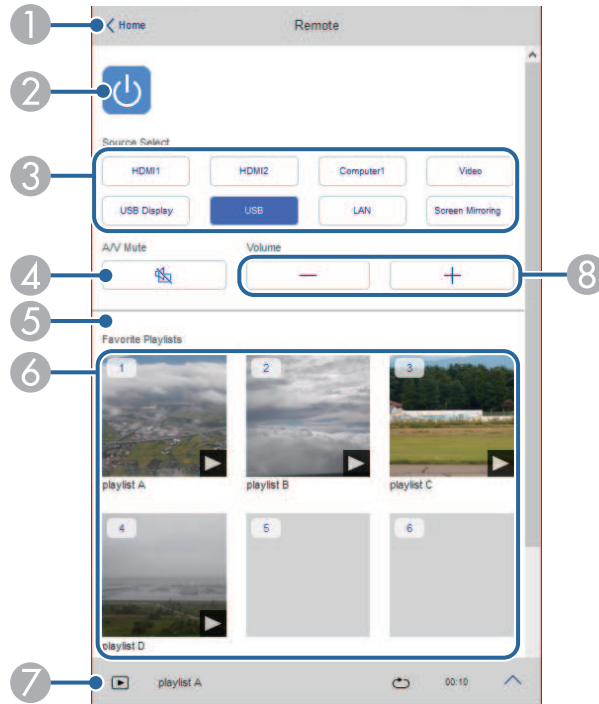 1
Home
Remote
2
Source Select
3
HDMI1 HDMI2 Computer1 Video
USB Display USB LAN Screen Mirroring
A/V Mute Volume
4
8
5
Favorite Playlists
6
1 2 3
playlist A playlist B playlist C
4 5 6
playlist D
7
playlist A 00:10